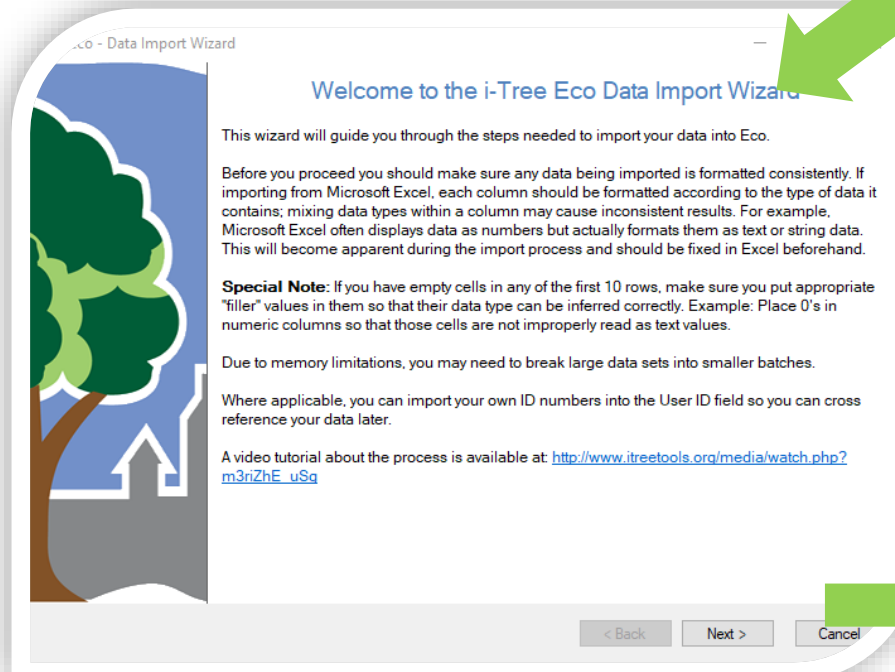 Eco - Data Import Wizard
Welcome to the i-Tree Eco Data Import Wizard
This wizard will guide you through the steps needed to import your data into Eco.
Before you proceed you should make sure any data being imported is formatted consistently. If
importing from Microsoft Excel, each column should be formatted according to the type of data it
contains; mixing data types within a column may cause inconsistent results. For example,
Microsoft Excel often displays data as numbers but actually formats them as text or string data.
This will become apparent during the import process and should be fixed in Excel beforehand.
Special Note: If you have empty cells in any of the first 10 rows, make sure you put appropriate
"filler" values in them so that their data type can be inferred correctly. Example: Place 0's in
numeric columns so that those cells are not improperly read as text values.
Due to memory limitations, you may need to break large data sets into smaller batches.
Where applicable, you can import your own ID numbers into the User ID field so you can cross
reference your data later.
A video tutorial about the process is available at: http://www.itreetools.org/media/watch.php?
m3riZhE_uSg
< Back Next > Cancel